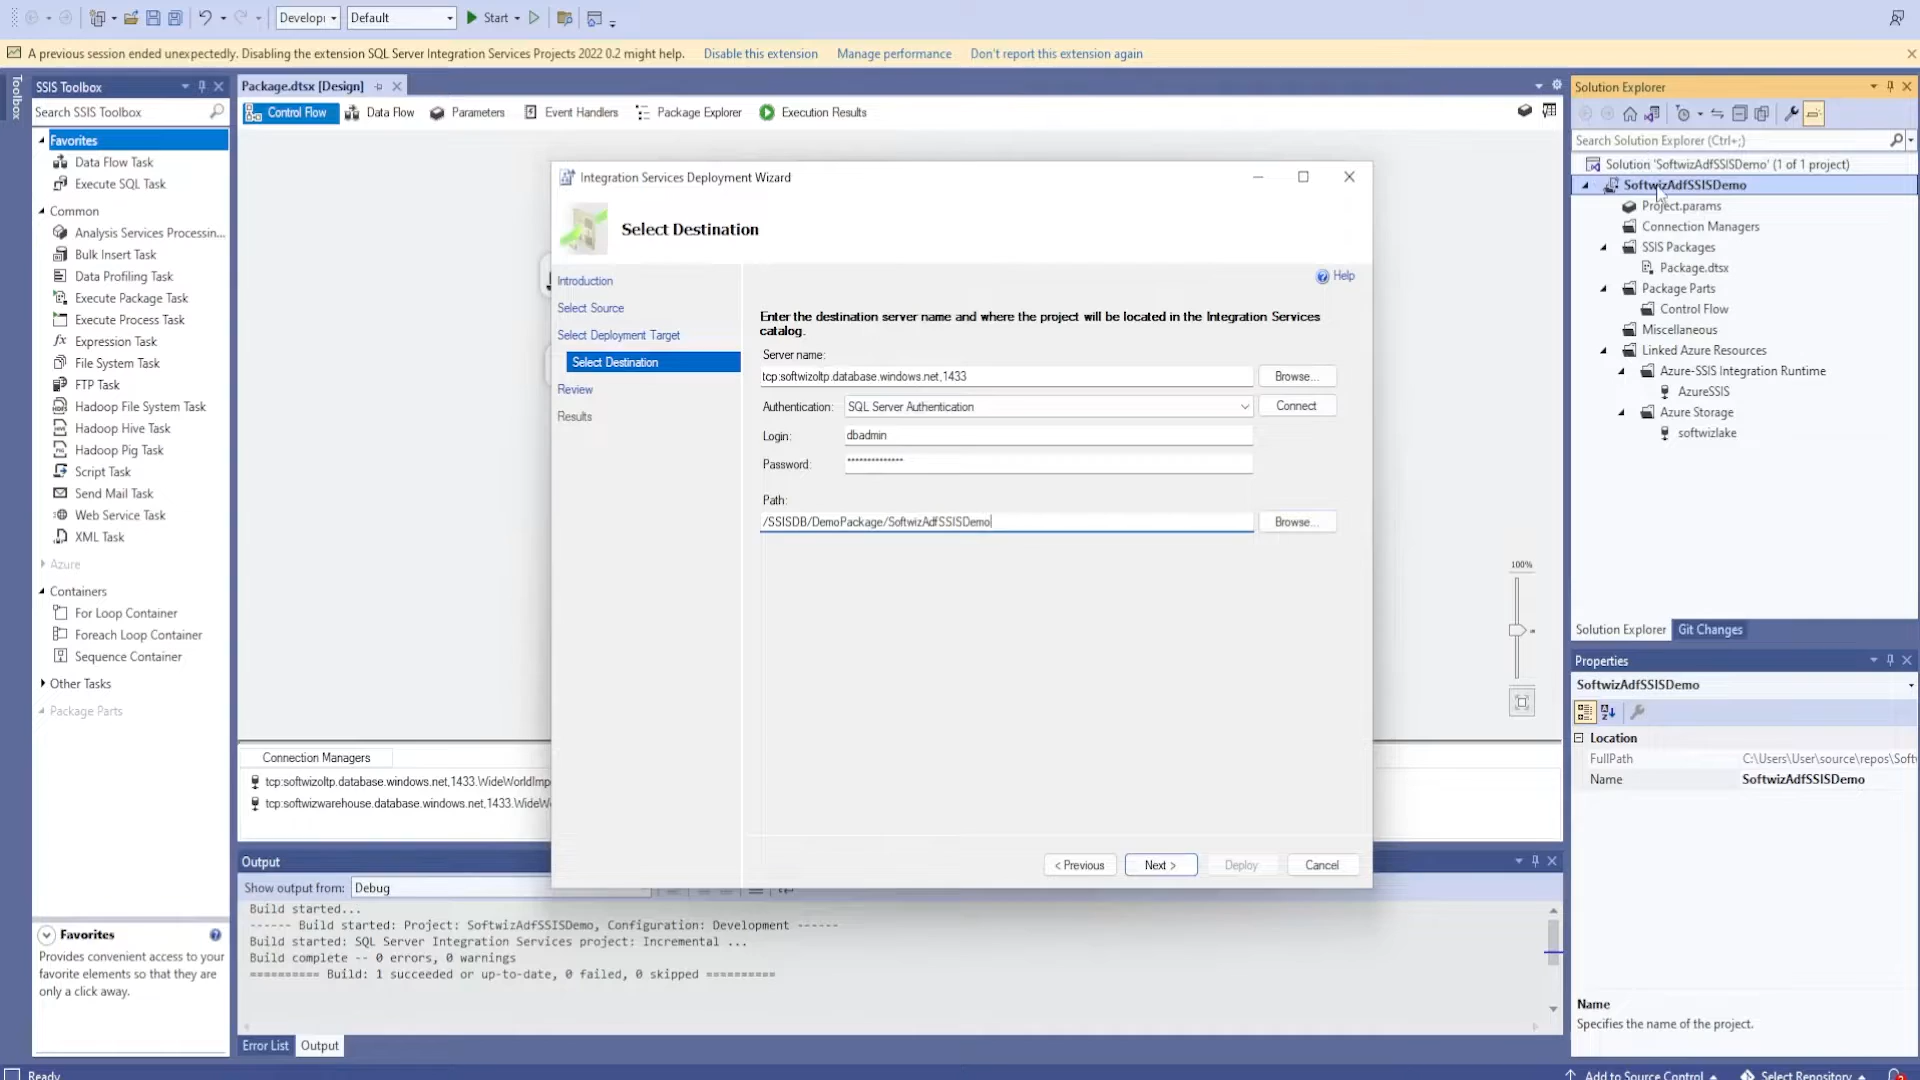 Develop
Default
Start
A previous session ended unexpectedly. Disabling the extension SQL Server Integration Services Projects 2022 0.2 might help.
Disable this extension
Manage performance
Don't report this extension again
Toolbox
SSIS Toolbox
Search SSIS Toolbox
Favorites
Data Flow Task
Execute SQL Task
Common
Analysis Services Processin...
Bulk Insert Task
Data Profiling Task
Execute Package Task
Execute Process Task
Expression Task
File System Task
FTP Task
Hadoop File System Task
Hadoop Hive Task
Hadoop Pig Task
Script Task
Send Mail Task
Web Service Task
XML Task
Azure
Containers
For Loop Container
Foreach Loop Container
Sequence Container
Other Tasks
Package Parts
Favorites
Provides convenient access to your
favorite elements so that they are
only a click away.
Package.dtsx [Design]
Control Flow
Data Flow
Parameters
Event Handlers
Package Explorer
Execution Results
Integration Services Deployment Wizard
Select Destination
Introduction
Select Source
Select Deployment Target
Select Destination
Review
Results
Help
Enter the destination server name and where the project will be located in the Integration Services
catalog.
Server name:
tcp:softwizoltp.database.windows.net,1433
Browse...
Authentication:
SQL Server Authentication
Connect
Login:
dbadmin
Password:
**************
Path:
/SSISDB/DemoPackage/SoftwizAdfSSISDemo
Browse...
< Previous
Next >
Deploy
Cancel
100%
Connection Managers
tcp:softwizoltp.database.windows.net,1433.WideWorldImp
tcp:softwizwarehouse.database.windows.net,1433.WideW
Output
Show output from:
Debug
Build started...
------ Build started: Project: SoftwizAdfSSISDemo, Configuration: Development ------
Build started: SQL Server Integration Services project: Incremental ...
Build complete -- 0 errors, 0 warnings
========== Build: 1 succeeded or up-to-date, 0 failed, 0 skipped ==========
Error List
Output
Solution Explorer
Search Solution Explorer (Ctrl+;)
Solution 'SoftwizAdfSSISDemo' (1 of 1 project)
SoftwizAdfSSISDemo
Project.params
Connection Managers
SSIS Packages
Package.dtsx
Package Parts
Control Flow
Miscellaneous
Linked Azure Resources
Azure-SSIS Integration Runtime
AzureSSIS
Azure Storage
softwizlake
Solution Explorer
Git Changes
Properties
SoftwizAdfSSISDemo
Location
FullPath
C:\Users\User\source\repos\Soft
Name
SoftwizAdfSSISDemo
Name
Specifies the name of the project.
Ready
Add to Source Control
Select Repository